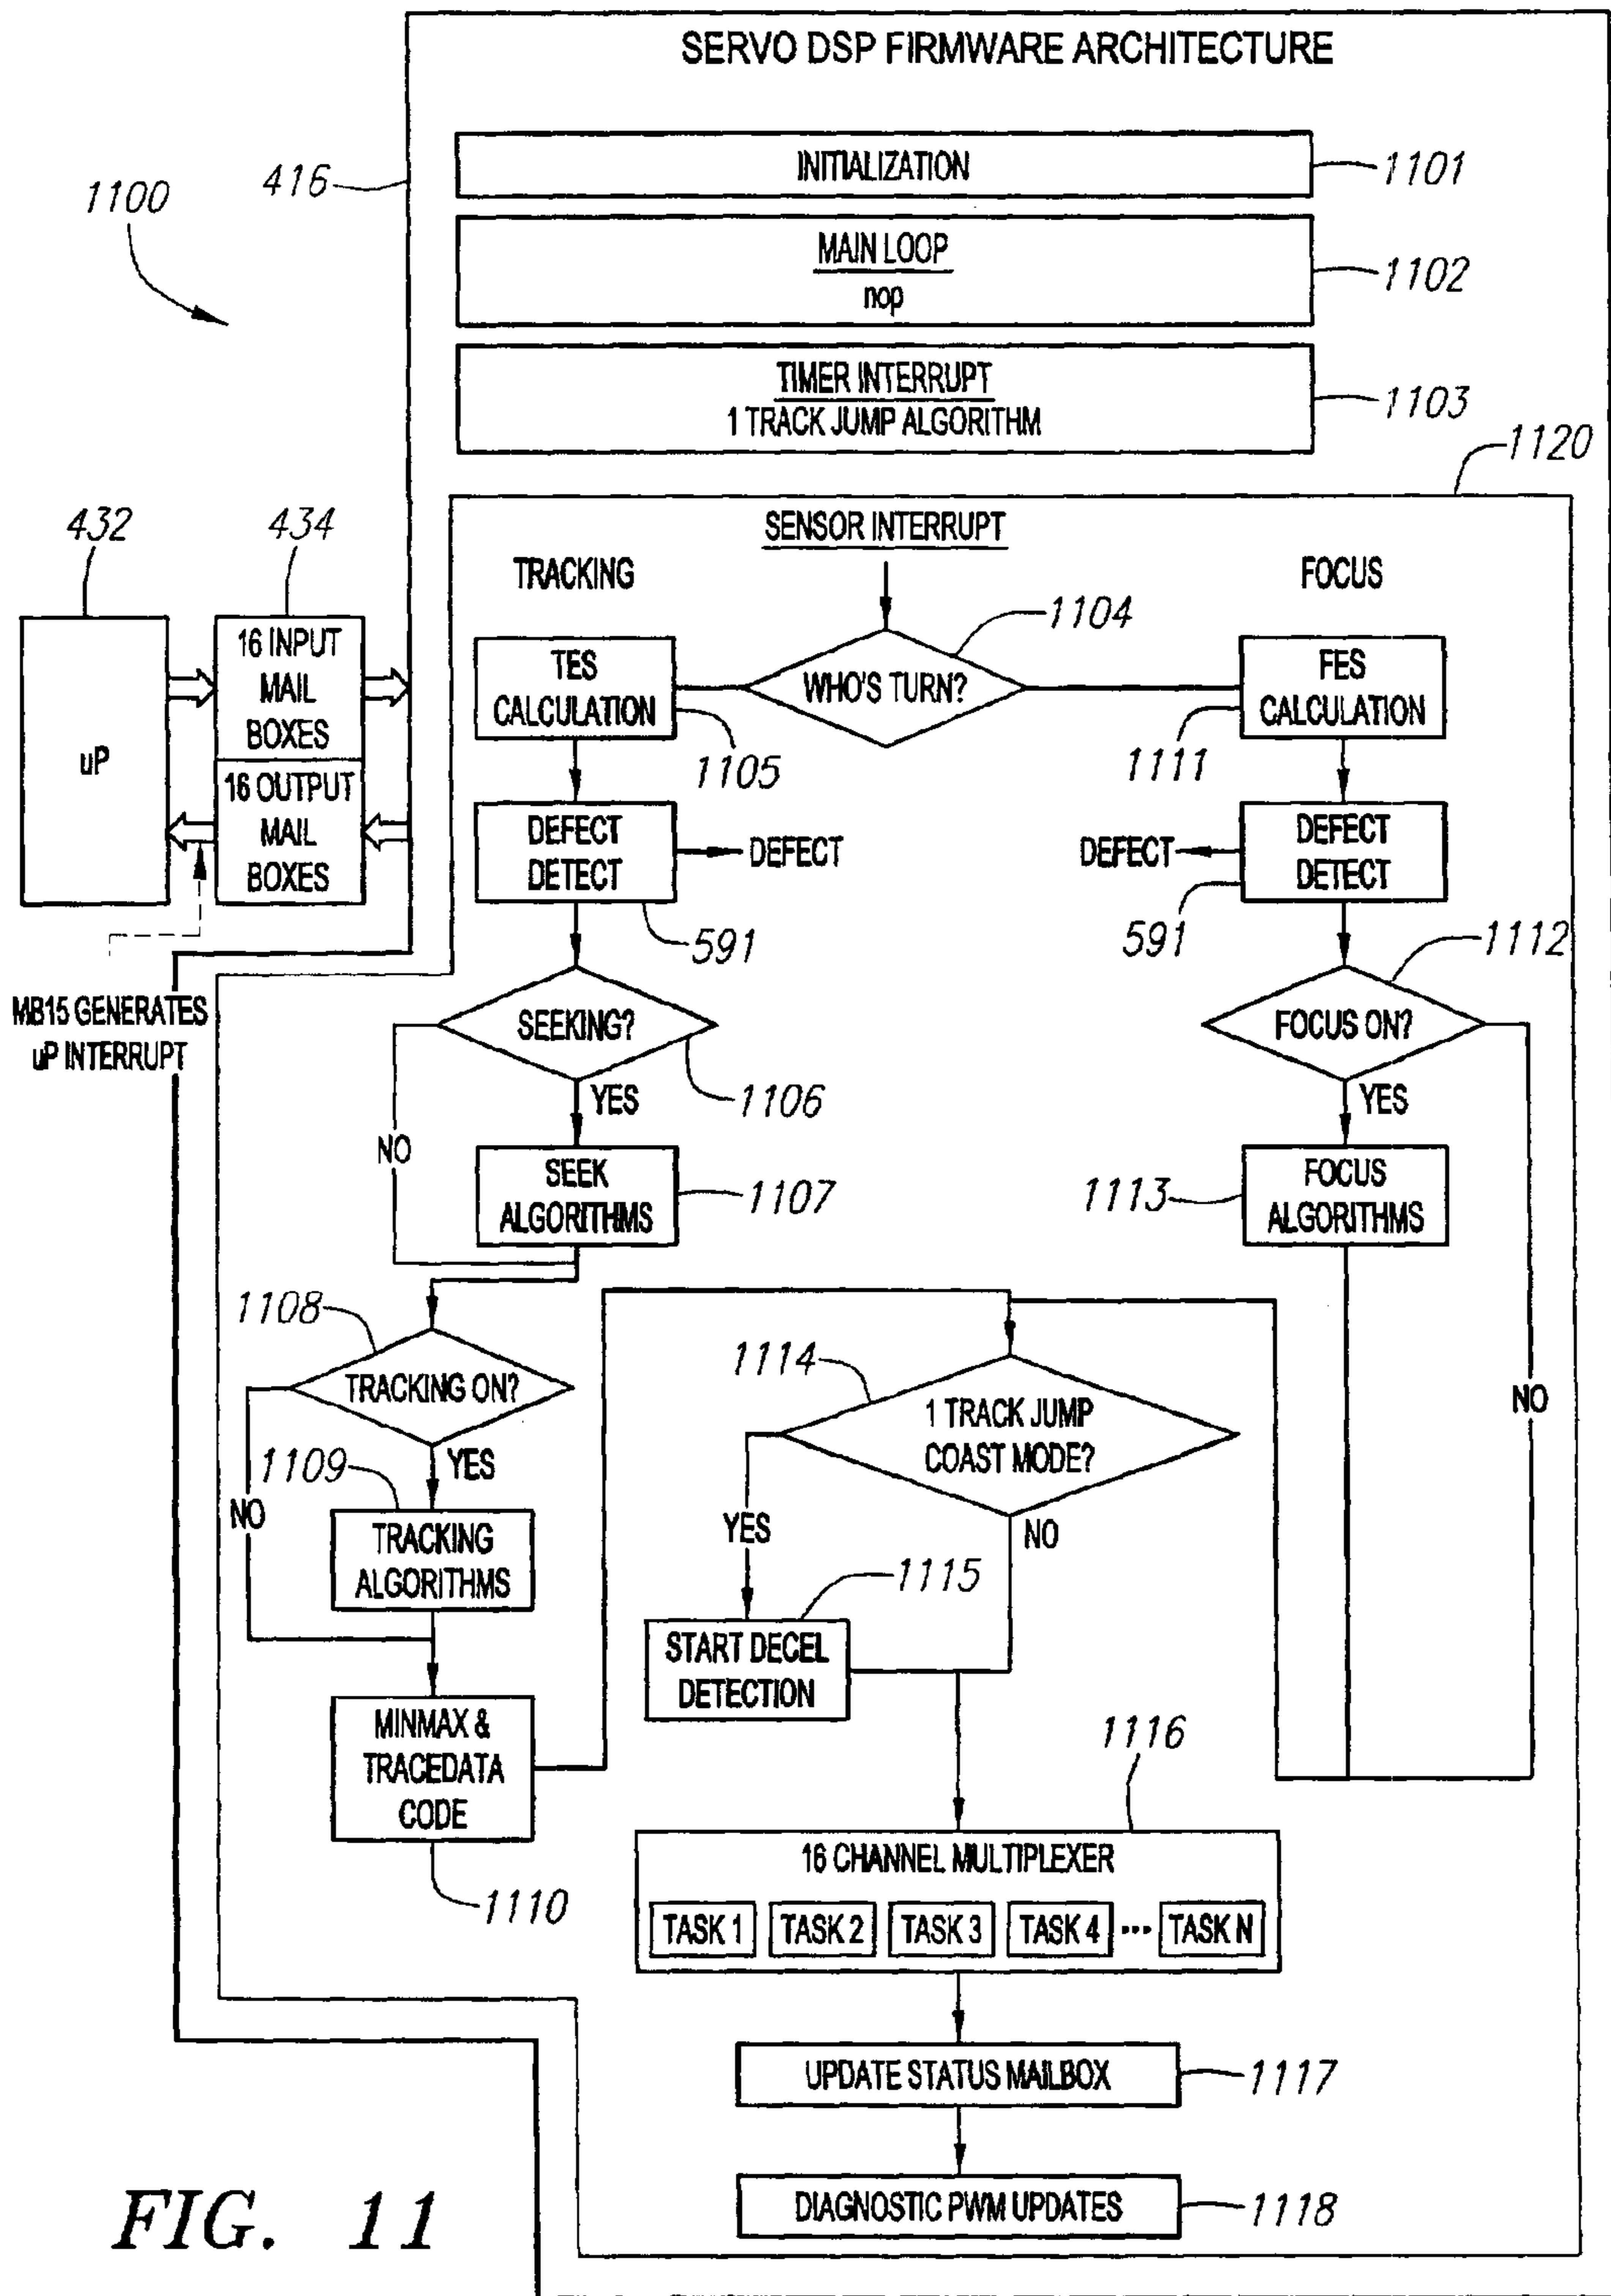 SERVO DSP FIRMWARE ARCHITECTURE
INITIALIZATION
1101
416
1100
MAIN LOOP
nop
1102
TIMER INTERRUPT
1 TRACK JUMP ALGORITHM
1103
1120
432
434
SENSOR INTERRUPT
TRACKING
FOCUS
1104
uP
16 INPUT
MAIL
BOXES
16 OUTPUT
MAIL
BOXES
MB15 GENERATES
uP INTERRUPT
TES
CALCULATION
1105
WHO'S TURN?
FES
CALCULATION
1111
DEFECT
DETECT
DEFECT
591
DEFECT
DEFECT
DETECT
591
SEEKING?
1106
YES
NO
SEEK
ALGORITHMS
1107
FOCUS ON?
1112
YES
NO
FOCUS
ALGORITHMS
1113
1108
TRACKING ON?
YES
NO
1109
TRACKING
ALGORITHMS
MINMAX &
TRACEDATA
CODE
1110
1114
1 TRACK JUMP
COAST MODE?
YES
NO
1115
START DECEL
DETECTION
1116
16 CHANNEL MULTIPLEXER
TASK 1 TASK 2 TASK 3 TASK 4 ... TASK N
UPDATE STATUS MAILBOX
1117
DIAGNOSTIC PWM UPDATES
1118
FIG. 11